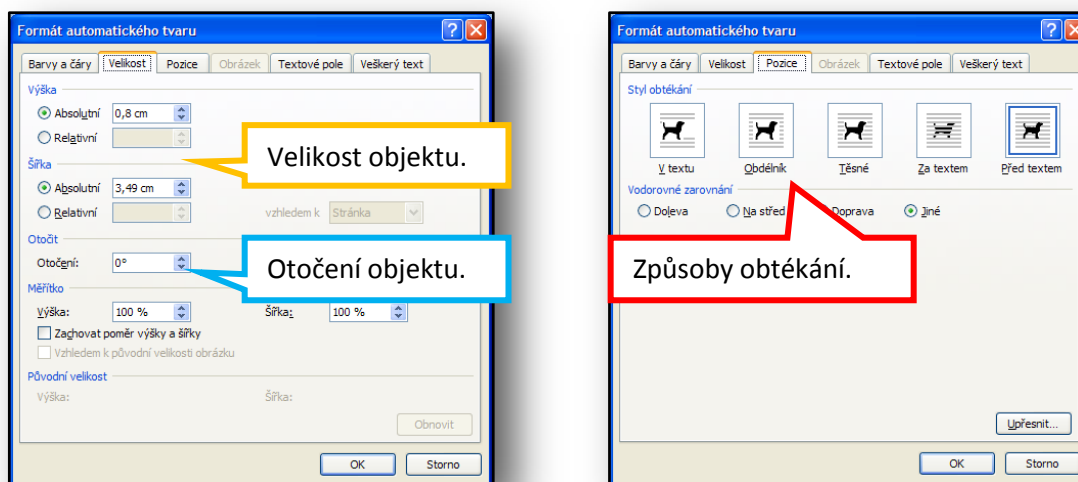 Formát automatického tvaru
Barvy a čáry Velikost Pozice Obrázek Textové pole Veškerý text
Výška
Absolutní 0,8 cm
Relativní
Šířka
Absolutní 3,49 cm
Relativní vzhledem k Stránka
Otočit
Otočení: 0°
Měřítko
Výška: 100 % Šířka: 100 %
Zachovat poměr výšky a šířky
Vzhledem k původní velikosti obrázku
Původní velikost
Výška: Šířka:
Obnovit
OK Storno
Velikost objektu.
Otočení objektu.
Formát automatického tvaru
Barvy a čáry Velikost Pozice Obrázek Textové pole Veškerý text
Styl obtékání
V textu Obdélník Těsné Za textem Před textem
Vodorovné zarovnání
Doleva Na střed Doprava Jiné
Způsoby obtékání.
Upřesnit...
OK Storno